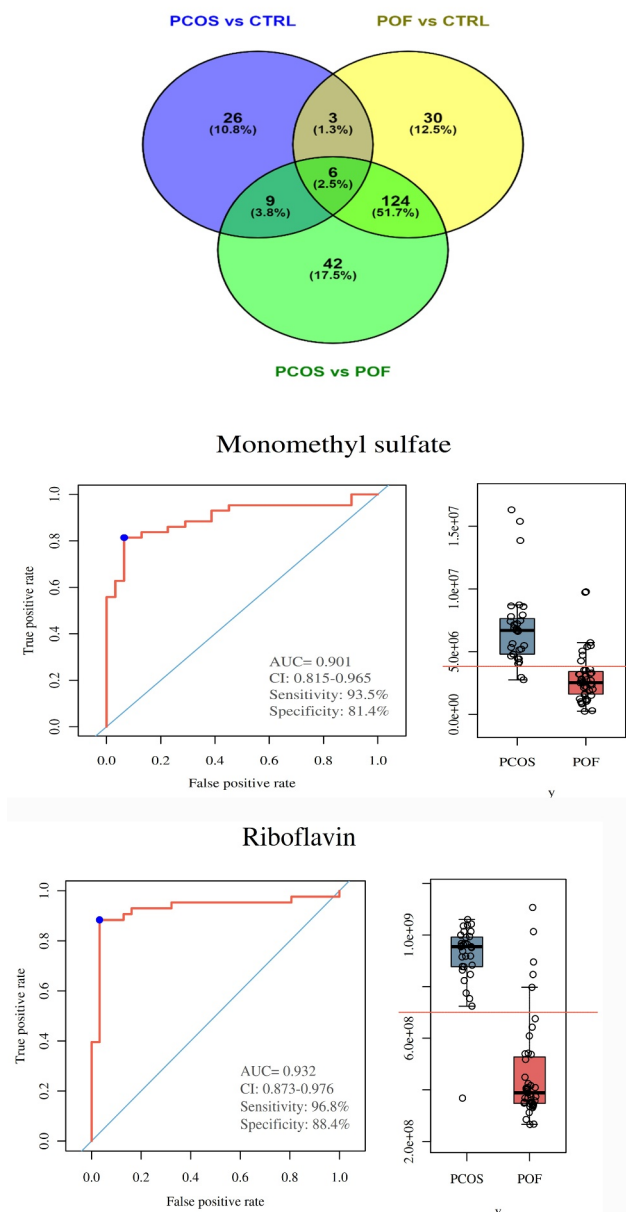 PCOS vs CTRL
POF vs CTRL
26
(10.8%)
3
(1.3%)
30
(12.5%)
6
(2.5%)
9
(3.8%)
124
(51.7%)
42
(17.5%)
PCOS vs POF
Monomethyl sulfate
True positive rate
0.0 0.2 0.4 0.6 0.8 1.0
AUC= 0.901
CI: 0.815-0.965
Sensitivity: 93.5%
Specificity: 81.4%
0.0 0.2 0.4 0.6 0.8 1.0
False positive rate
0.0e+00 5.0e+06 1.0e+07 1.5e+07
PCOS POF
y
Riboflavin
True positive rate
0.0 0.2 0.4 0.6 0.8 1.0
AUC= 0.932
CI: 0.873-0.976
Sensitivity: 96.8%
Specificity: 88.4%
0.0 0.2 0.4 0.6 0.8 1.0
False positive rate
2.0e+08 6.0e+08 1.0e+09
PCOS POF